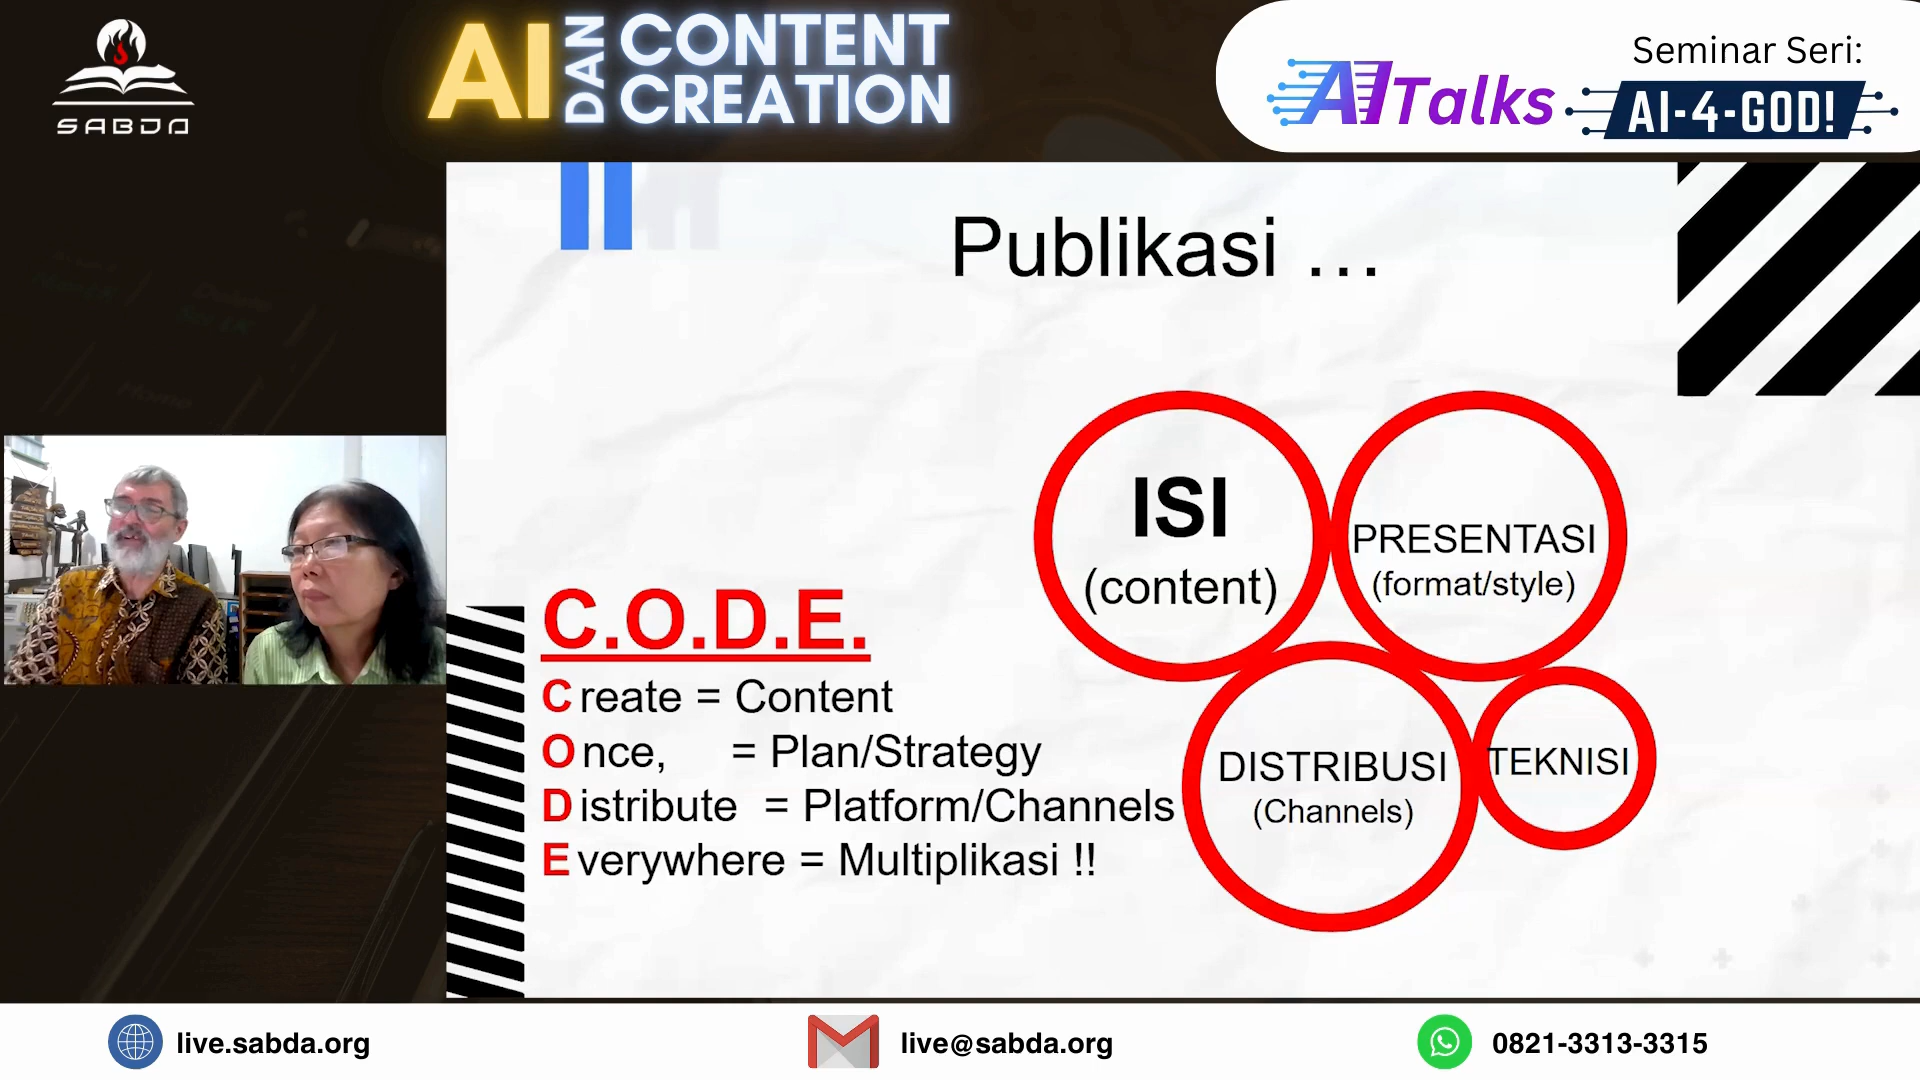 SABDA
AI DAN CONTENT CREATION
AI Talks
Seminar Seri:
AI-4-GOD!
Publikasi ...
ISI
(content)
PRESENTASI
(format/style)
C.O.D.E.
Create = Content
Once, = Plan/Strategy
Distribute = Platform/Channels
Everywhere = Multiplikasi !!
DISTRIBUSI
(Channels)
TEKNISI
live.sabda.org
live@sabda.org
0821-3313-3315